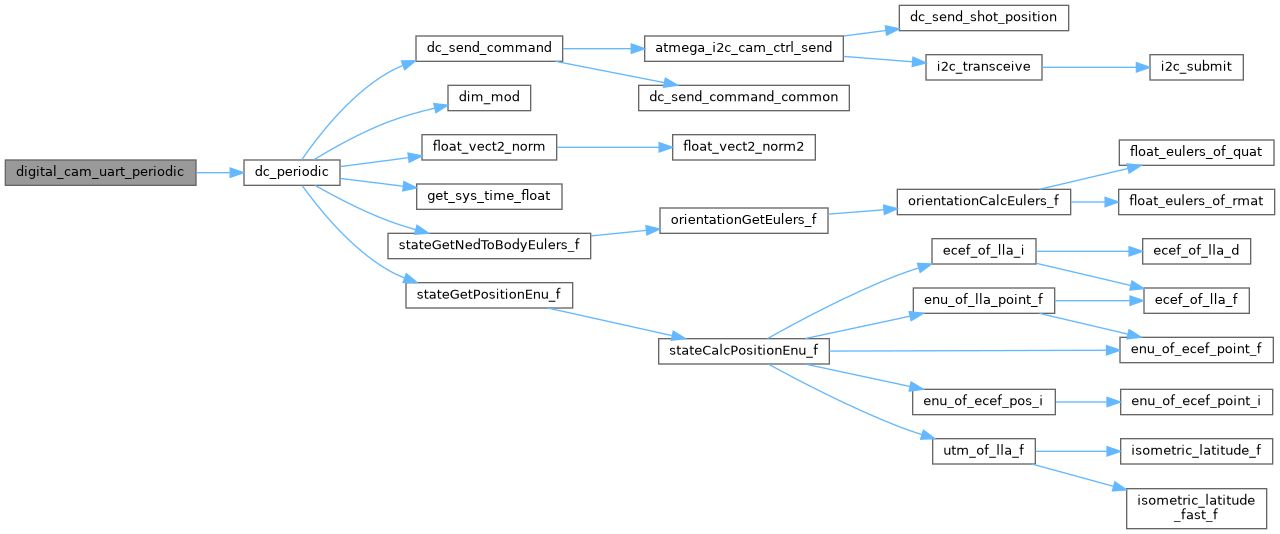 digital_cam_uart_periodic
dc_periodic
dc_send_command
atmega_i2c_cam_ctrl_send
dc_send_shot_position
i2c_transceive
i2c_submit
dc_send_command_common
dim_mod
float_vect2_norm
float_vect2_norm2
get_sys_time_float
stateGetNedToBodyEulers_f
orientationGetEulers_f
orientationCalcEulers_f
float_eulers_of_quat
float_eulers_of_rmat
stateGetPositionEnu_f
stateCalcPositionEnu_f
ecef_of_lla_i
ecef_of_lla_d
ecef_of_lla_f
enu_of_lla_point_f
enu_of_ecef_point_f
enu_of_ecef_pos_i
enu_of_ecef_point_i
utm_of_lla_f
isometric_latitude_f
isometric_latitude
_fast_f